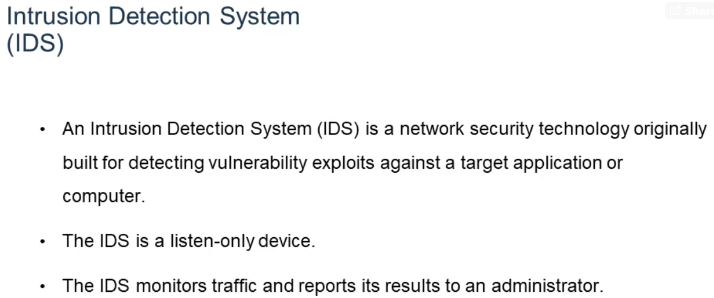 Intrusion Detection System
(IDS)
• An Intrusion Detection System (IDS) is a network security technology originally
built for detecting vulnerability exploits against a target application or
computer.
• The IDS is a listen-only device.
• The IDS monitors traffic and reports its results to an administrator.